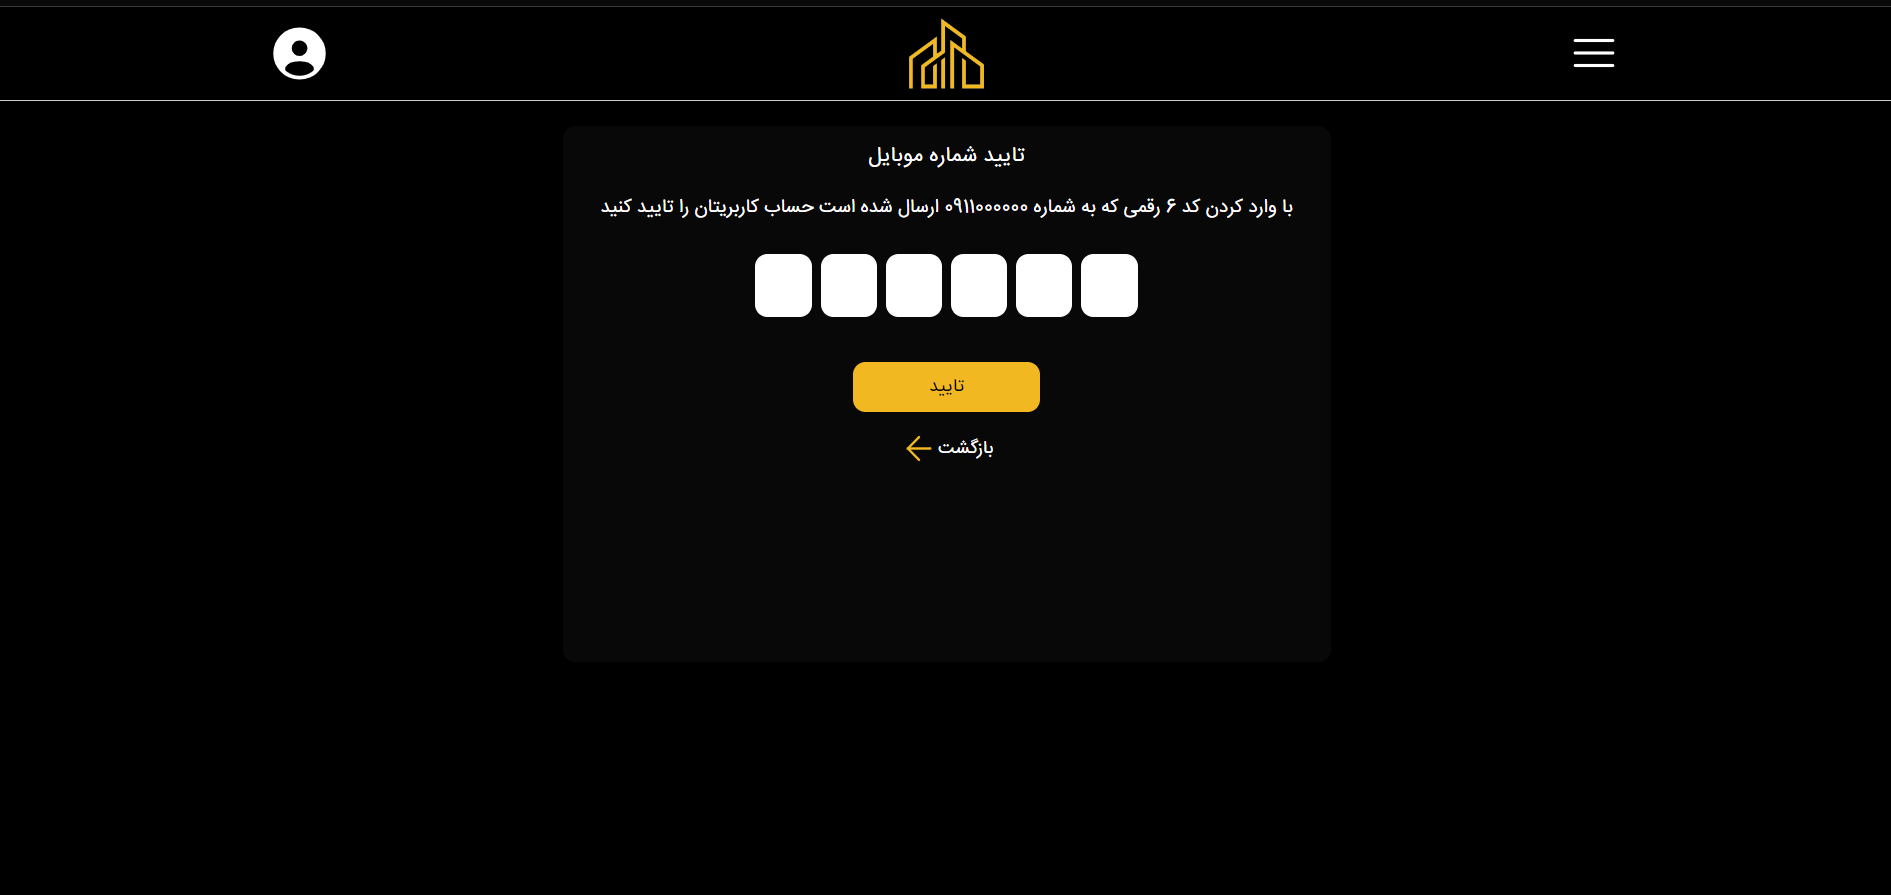 تایید شماره موبایل
با وارد کردن کد ۶ رقمی که به شماره ۰۹۱۱۰۰۰۰۰۰ ارسال شده است حساب کاربریتان را تایید کنید
تایید
بازگشت